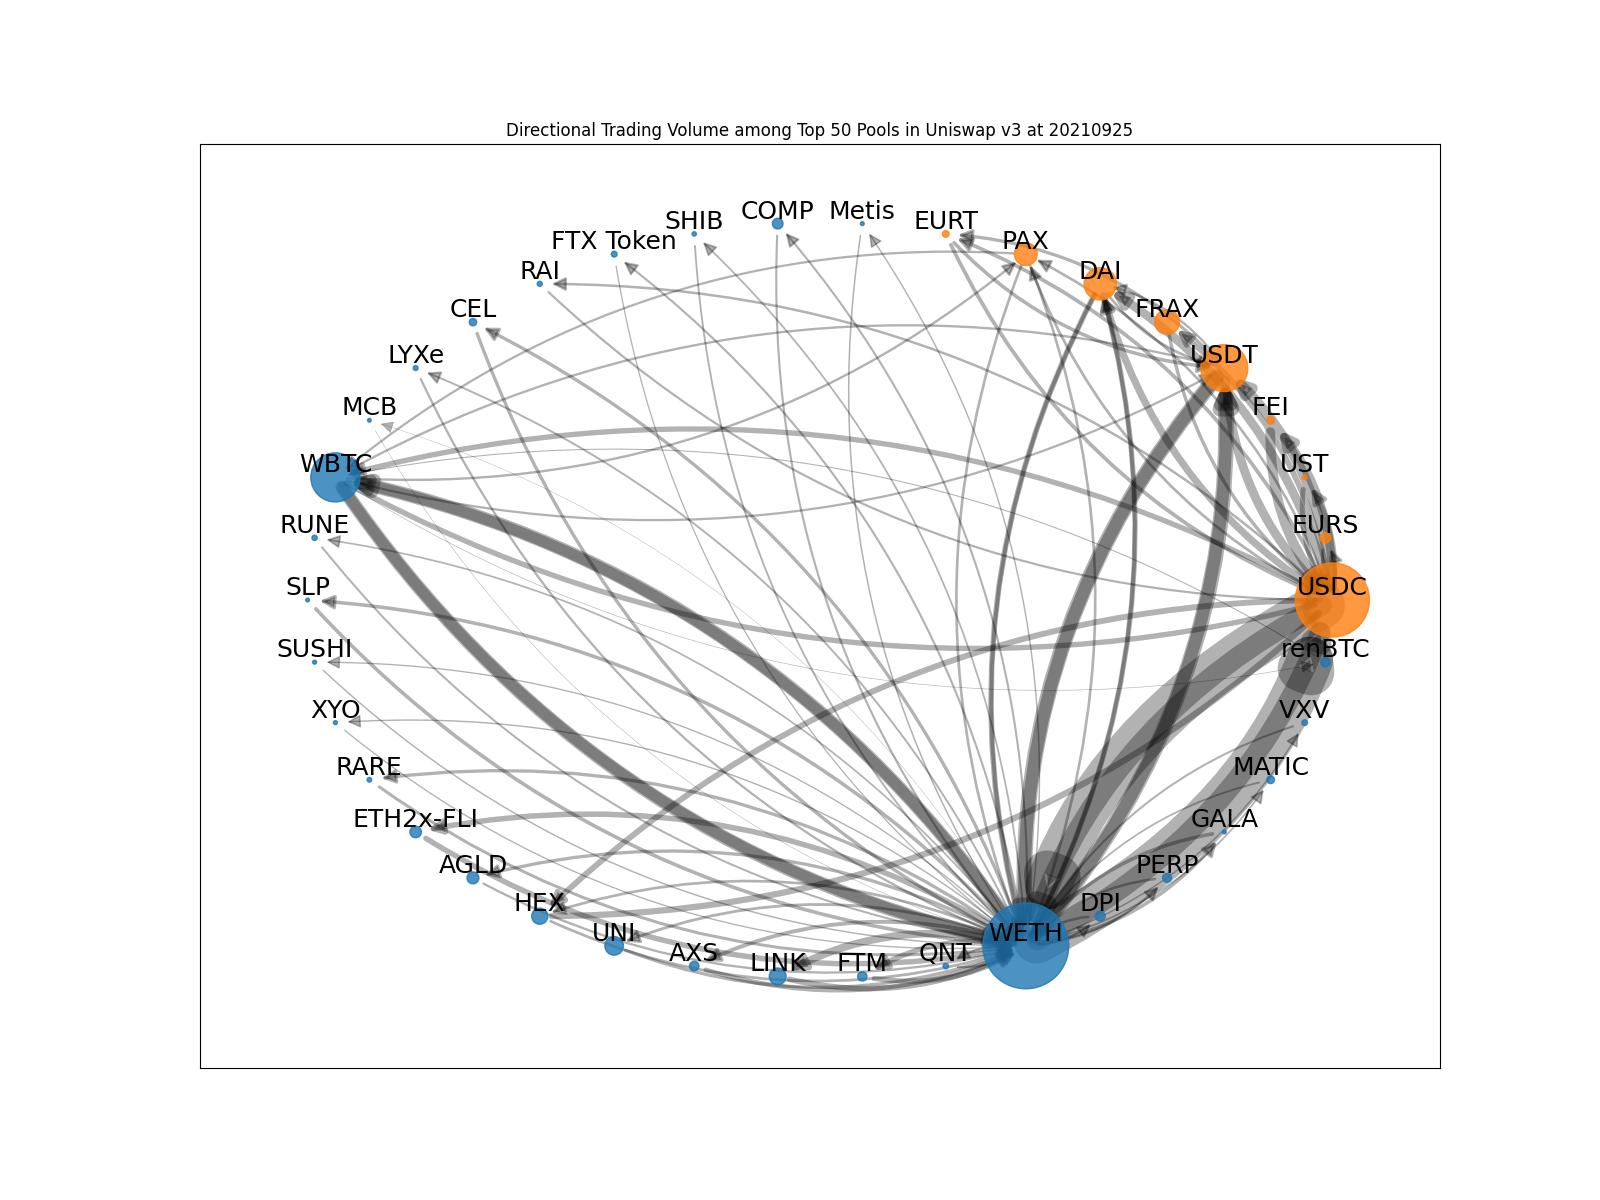 Directional Trading Volume among Top 50 Pools in Uniswap v3 at 20210925
COMP Metis
SHIB EURT
FTX Token PAX
RAI DAI
CEL FRAX
LYXe USDT
MCB FEI
WBTC UST
RUNE EURS
SLP USDC
SUSHI renBTC
XYO VXV
RARE MATIC
ETH2x-FLI GALA
AGLD PERP
HEX DPI
UNI WETH
AXS QNT
LINK FTM